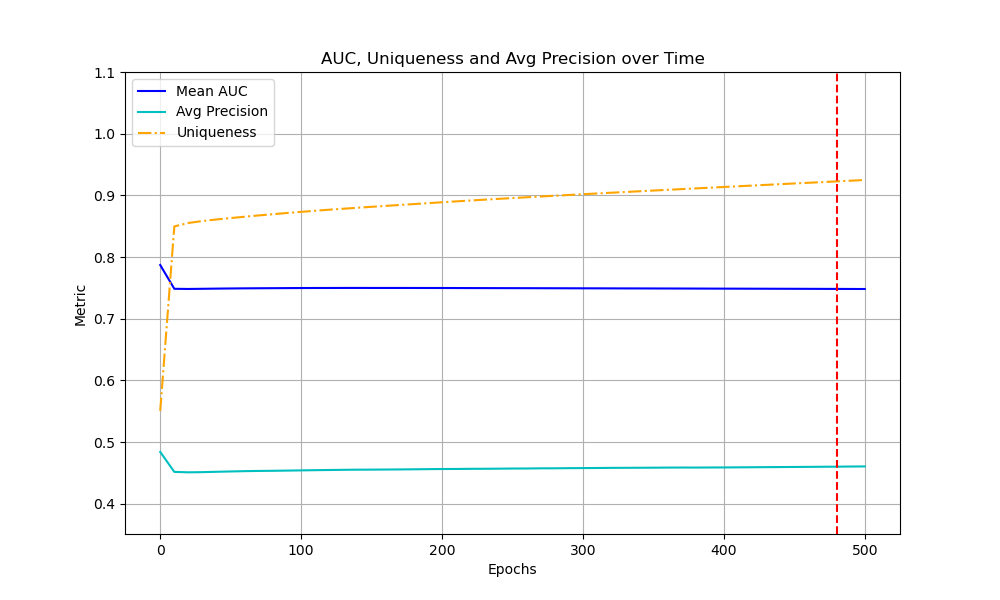 AUC, Uniqueness and Avg Precision over Time
Mean AUC
Avg Precision
Uniqueness
Metric
1.1
1.0
0.9
0.8
0.7
0.6
0.5
0.4
0
100
200
300
400
500
Epochs